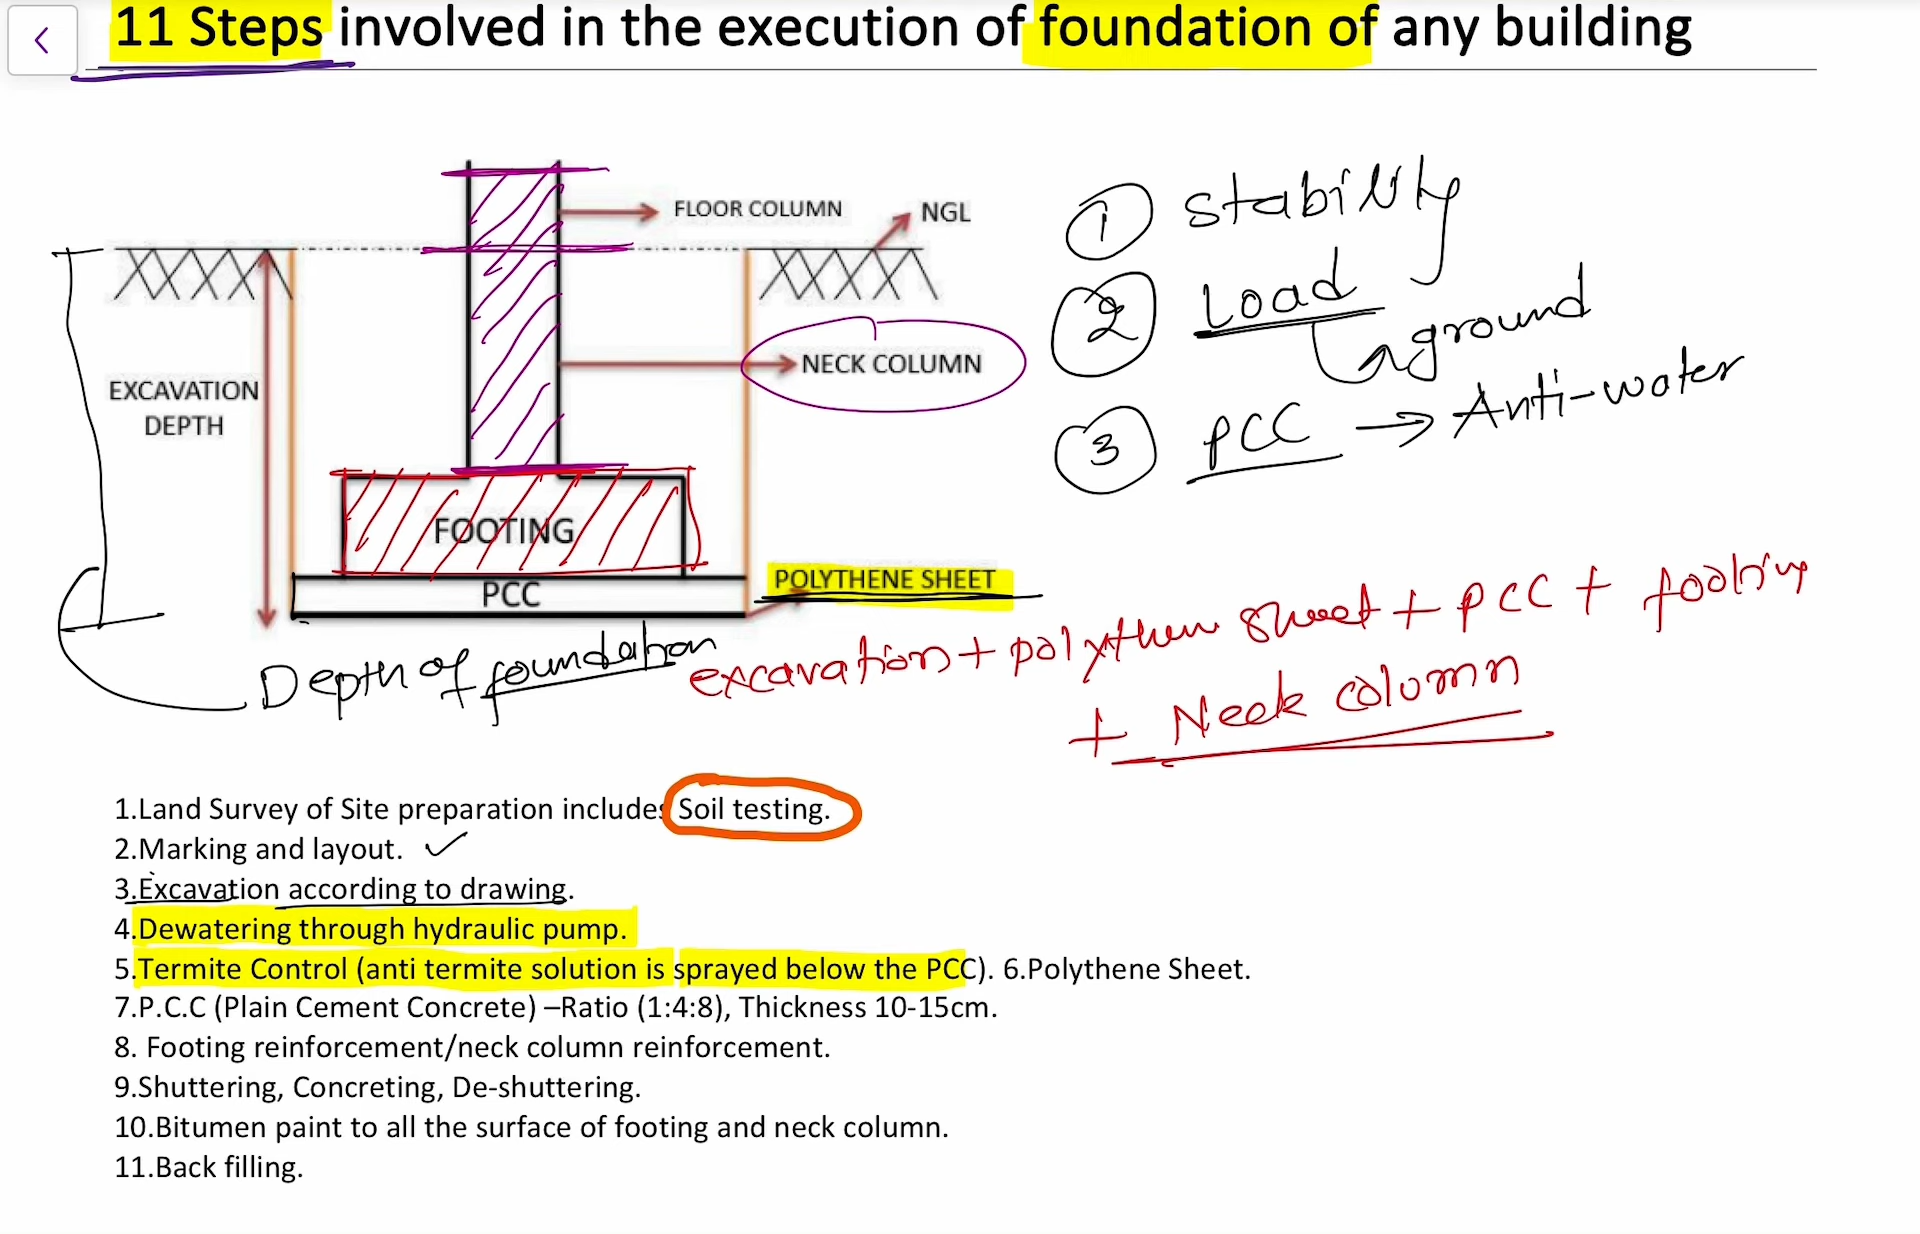 11 Steps involved in the execution of foundation of any building
FLOOR COLUMN
NGL
① stability
② Load
ground
EXCAVATION
DEPTH
NECK COLUMN
③ PCC → Anti-water
FOOTING
PCC
POLYTHENE SHEET
Depth of foundation
excavation + polythen sheet + PCC + footing
+ Neck column
1.Land Survey of Site preparation includes Soil testing.
2.Marking and layout. ✓
3.Excavation according to drawing.
4.Dewatering through hydraulic pump.
5.Termite Control (anti termite solution is sprayed below the PCC). 6.Polythene Sheet.
7.P.C.C (Plain Cement Concrete) –Ratio (1:4:8), Thickness 10-15cm.
8. Footing reinforcement/neck column reinforcement.
9.Shuttering, Concreting, De-shuttering.
10.Bitumen paint to all the surface of footing and neck column.
11.Back filling.